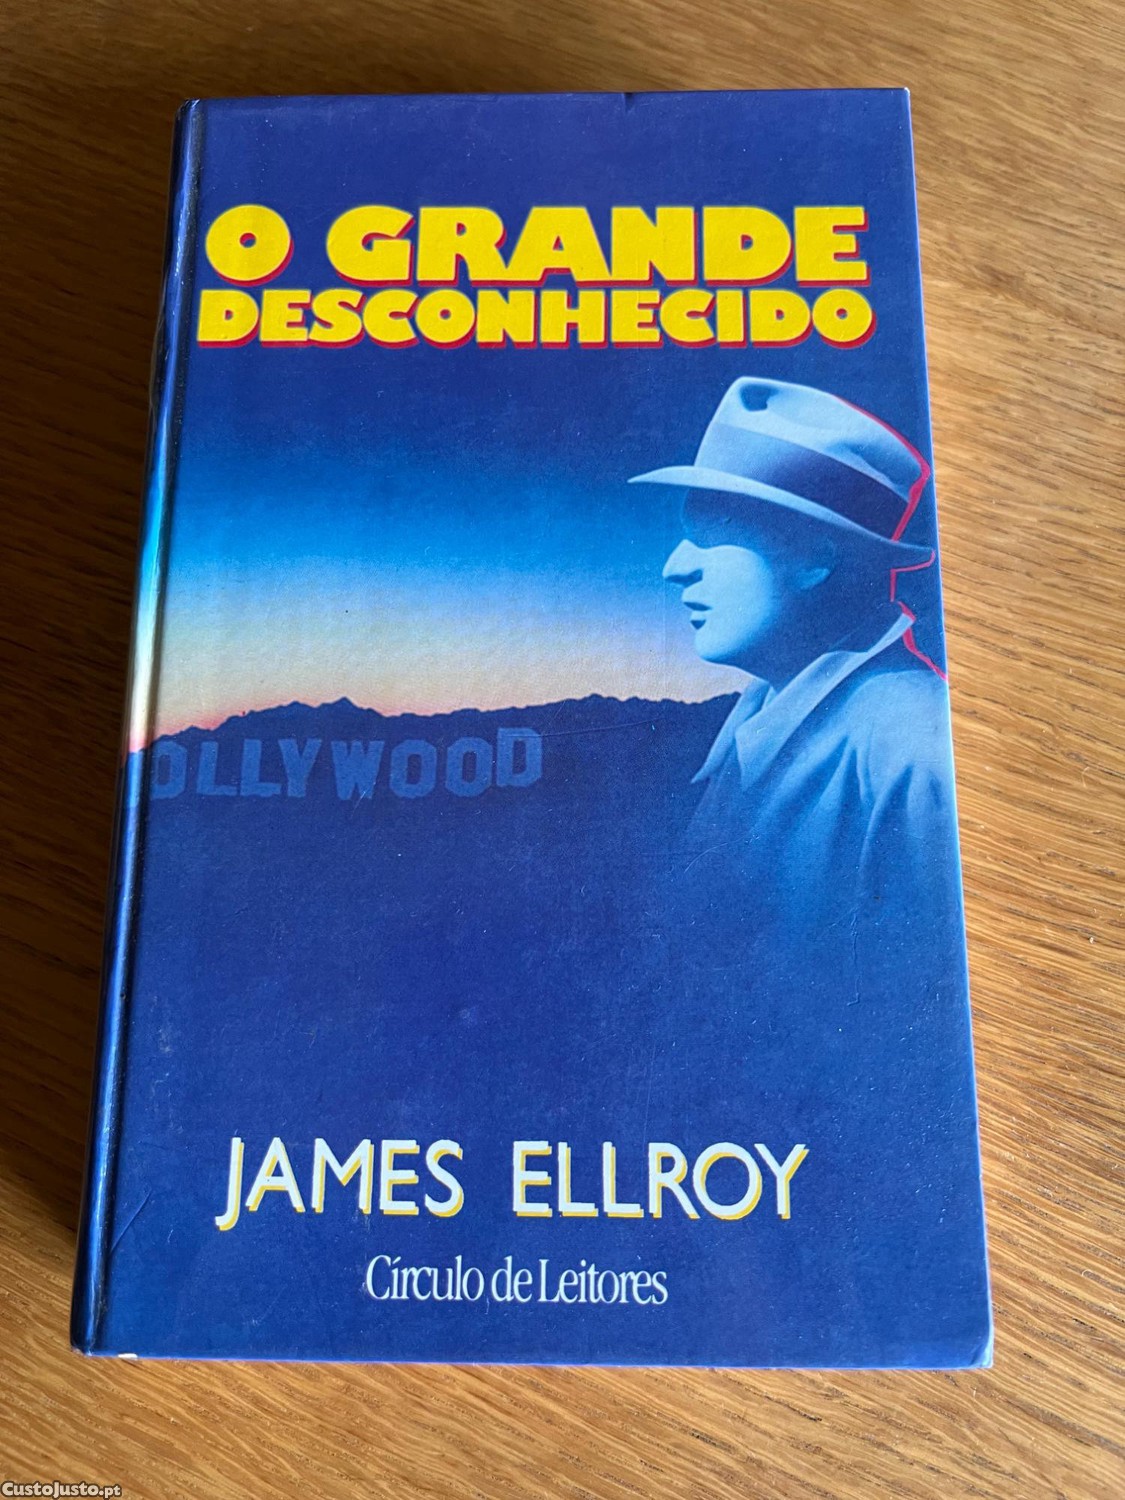 O GRANDE
DESCONHECIDO
OLLYWOOD
JAMES ELLROY
Círculo de Leitores
CustoJusto.pt